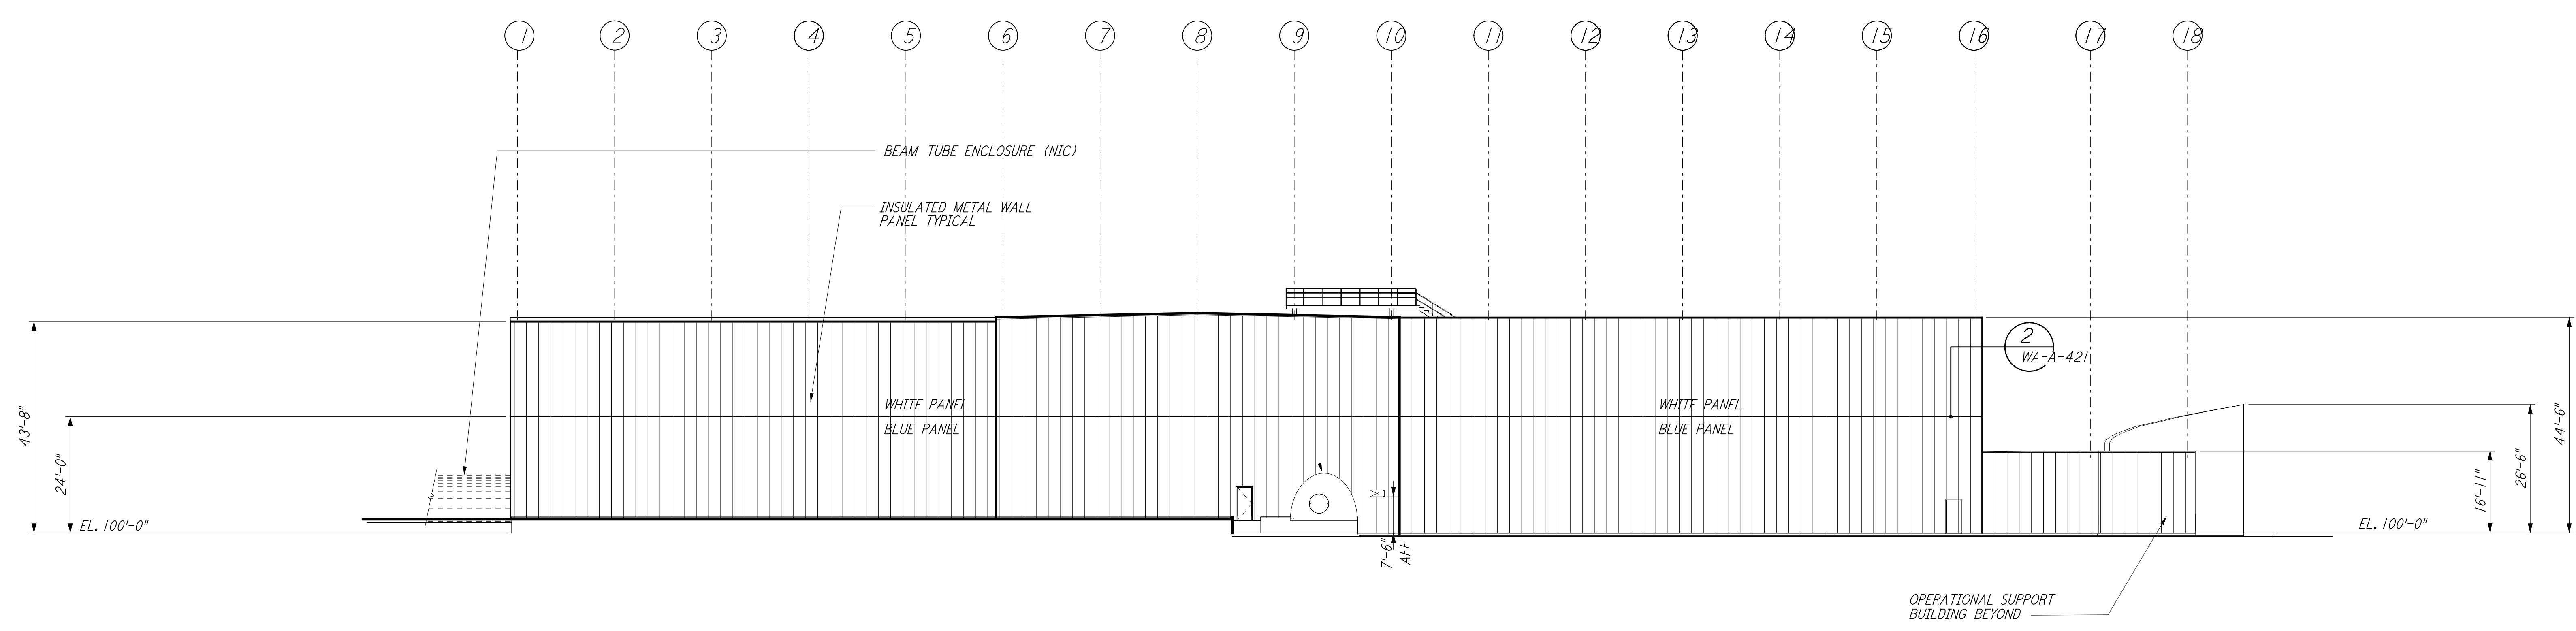 1 2 3 4 5 6 7 8 9 10 11 12 13 14 15 16 17 18
BEAM TUBE ENCLOSURE (NIC)
INSULATED METAL WALL
PANEL TYPICAL
2
WA-A-421
WHITE PANEL
BLUE PANEL
WHITE PANEL
BLUE PANEL
43'-8"
24'-0"
EL. 100'-0"
7'-6"
AFF
EL. 100'-0"
16'-11"
26'-6"
44'-6"
OPERATIONAL SUPPORT
BUILDING BEYOND